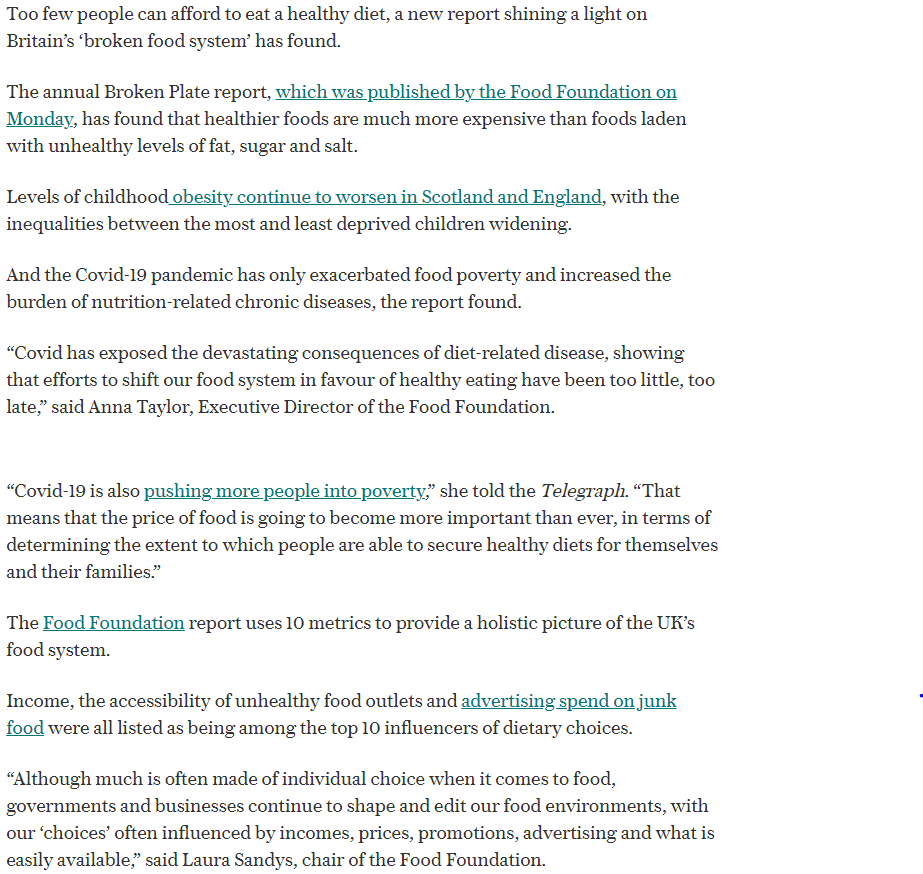 Too few people can afford to eat a healthy diet, a new report shining a light on
Britain’s ‘broken food system’ has found.
The annual Broken Plate report, which was published by the Food Foundation on
Monday, has found that healthier foods are much more expensive than foods laden
with unhealthy levels of fat, sugar and salt.
Levels of childhood obesity continue to worsen in Scotland and England, with the
inequalities between the most and least deprived children widening.
And the Covid-19 pandemic has only exacerbated food poverty and increased the
burden of nutrition-related chronic diseases, the report found.
“Covid has exposed the devastating consequences of diet-related disease, showing
that efforts to shift our food system in favour of healthy eating have been too little, too
late,” said Anna Taylor, Executive Director of the Food Foundation.
“Covid-19 is also pushing more people into poverty,” she told the Telegraph. “That
means that the price of food is going to become more important than ever, in terms of
determining the extent to which people are able to secure healthy diets for themselves
and their families.”
The Food Foundation report uses 10 metrics to provide a holistic picture of the UK’s
food system.
Income, the accessibility of unhealthy food outlets and advertising spend on junk
food were all listed as being among the top 10 influencers of dietary choices.
“Although much is often made of individual choice when it comes to food,
governments and businesses continue to shape and edit our food environments, with
our ‘choices’ often influenced by incomes, prices, promotions, advertising and what is
easily available,” said Laura Sandys, chair of the Food Foundation.